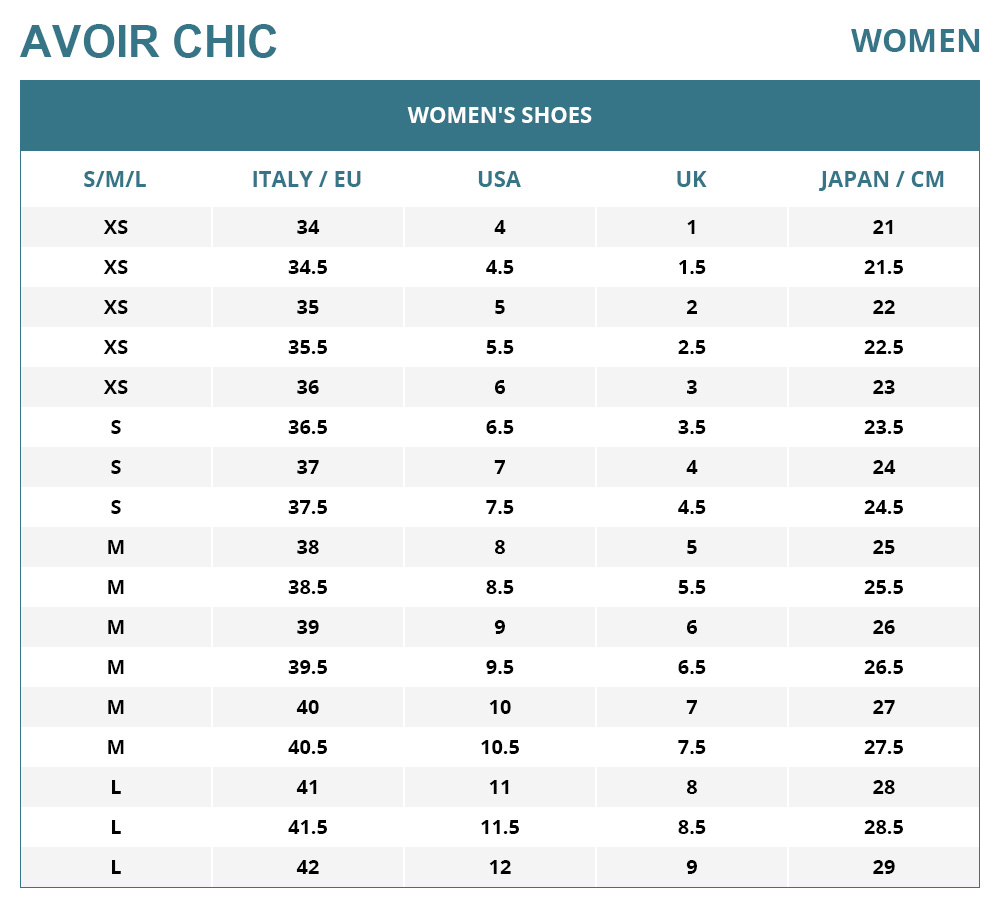 AVOIR CHIC WOMEN
WOMEN'S SHOES
S/M/L ITALY / EU USA UK JAPAN / CM
XS 34 4 1 21
XS 34.5 4.5 1.5 21.5
XS 35 5 2 22
XS 35.5 5.5 2.5 22.5
XS 36 6 3 23
S 36.5 6.5 3.5 23.5
S 37 7 4 24
S 37.5 7.5 4.5 24.5
M 38 8 5 25
M 38.5 8.5 5.5 25.5
M 39 9 6 26
M 39.5 9.5 6.5 26.5
M 40 10 7 27
M 40.5 10.5 7.5 27.5
L 41 11 8 28
L 41.5 11.5 8.5 28.5
L 42 12 9 29